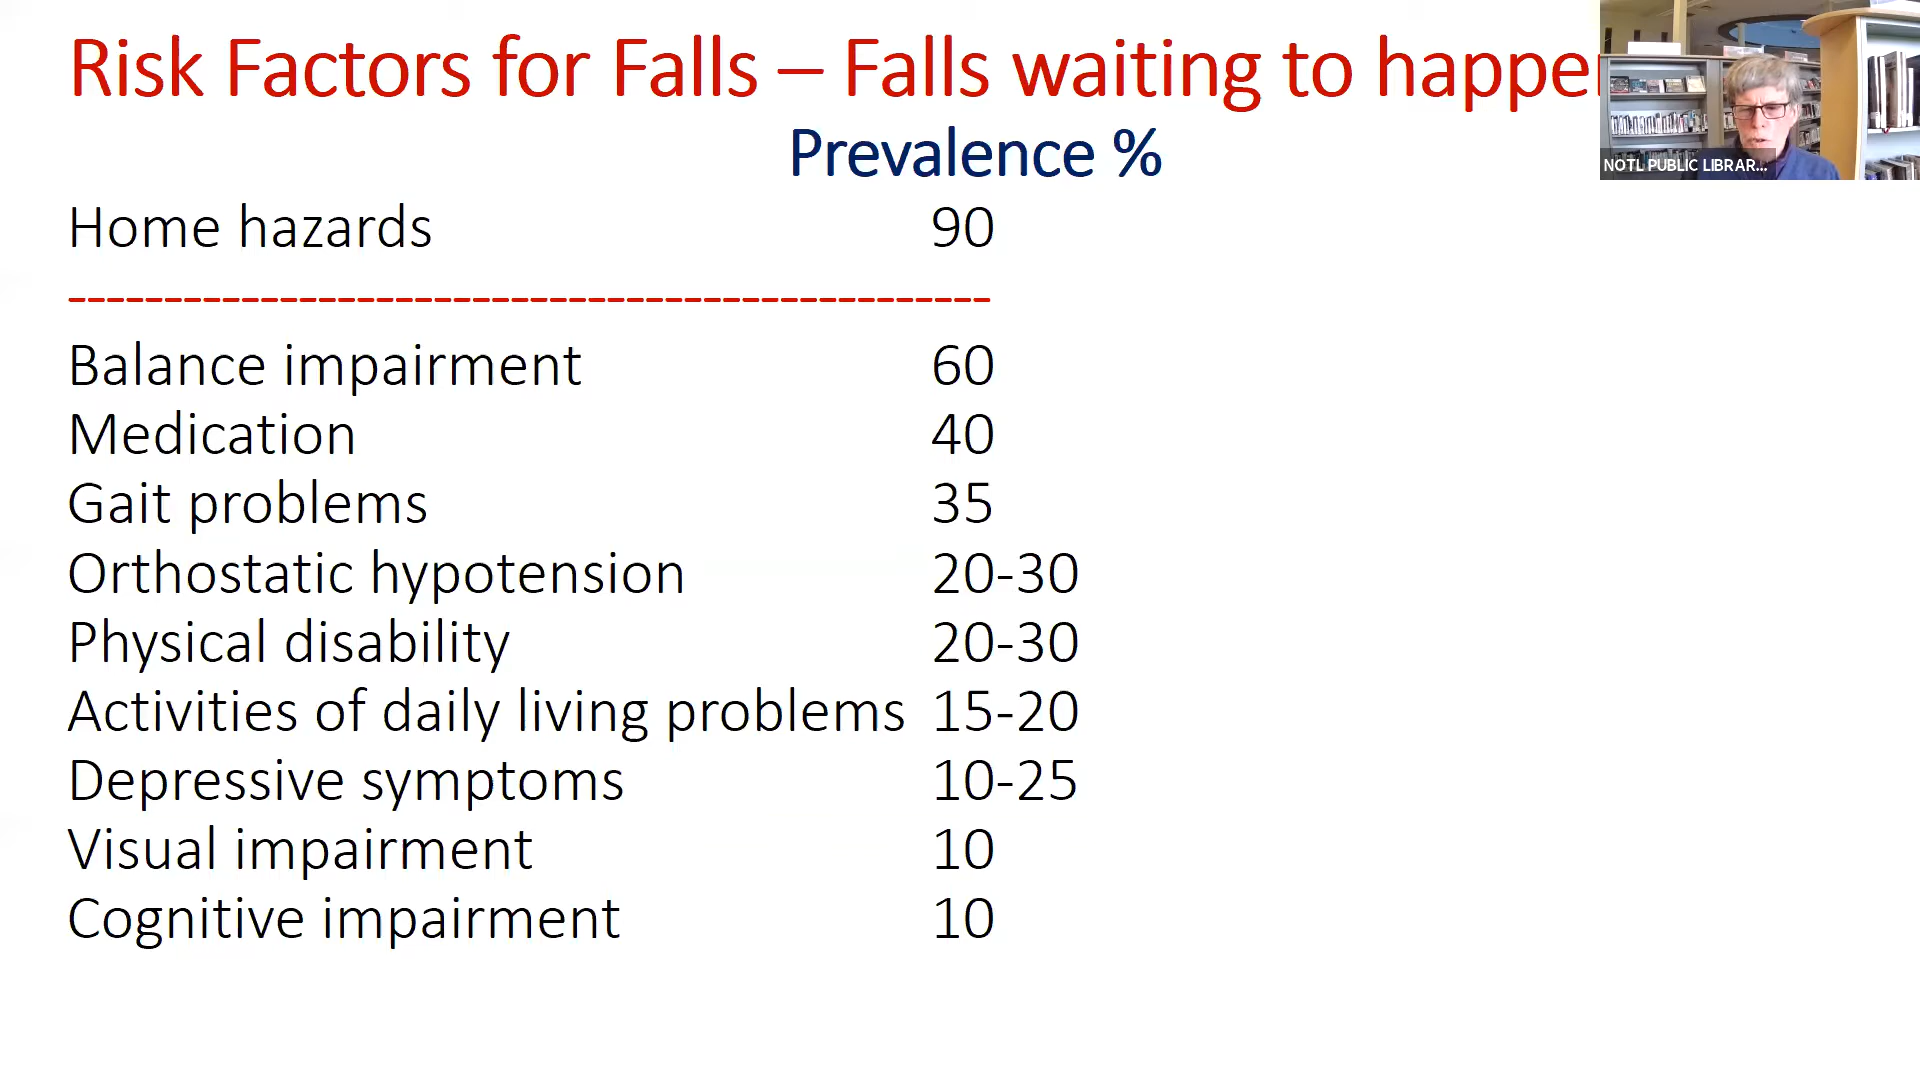 Risk Factors for Falls – Falls waiting to happe
Prevalence %
Home hazards 90
------------------------------------------------
Balance impairment 60
Medication 40
Gait problems 35
Orthostatic hypotension 20-30
Physical disability 20-30
Activities of daily living problems 15-20
Depressive symptoms 10-25
Visual impairment 10
Cognitive impairment 10
NOTL PUBLIC LIBRAR...